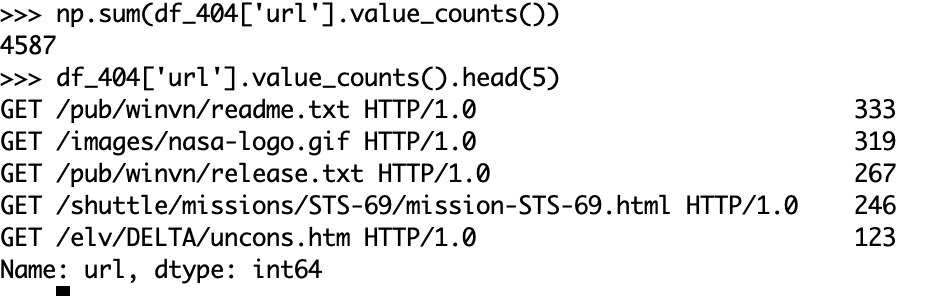 >>> np.sum(df_404['url'].value_counts())
4587
>>> df_404['url'].value_counts().head(5)
GET /pub/winvn/readme.txt HTTP/1.0                           333
GET /images/nasa-logo.gif HTTP/1.0                           319
GET /pub/winvn/release.txt HTTP/1.0                          267
GET /shuttle/missions/STS-69/mission-STS-69.html HTTP/1.0    246
GET /elv/DELTA/uncons.htm HTTP/1.0                           123
Name: url, dtype: int64